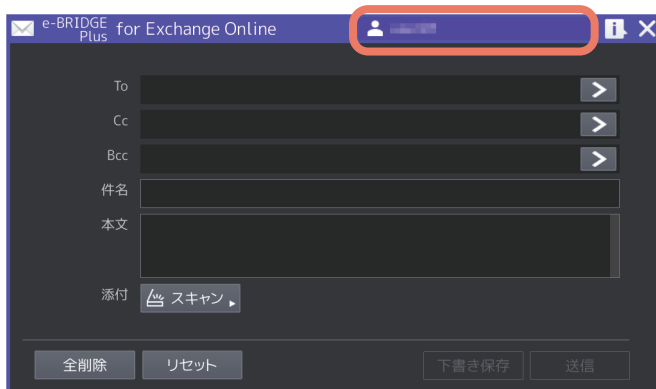 e-BRIDGE Plus for Exchange Online
To
Cc
Bcc
件名
本文
添付 スキャン
全削除 リセット 下書き保存 送信